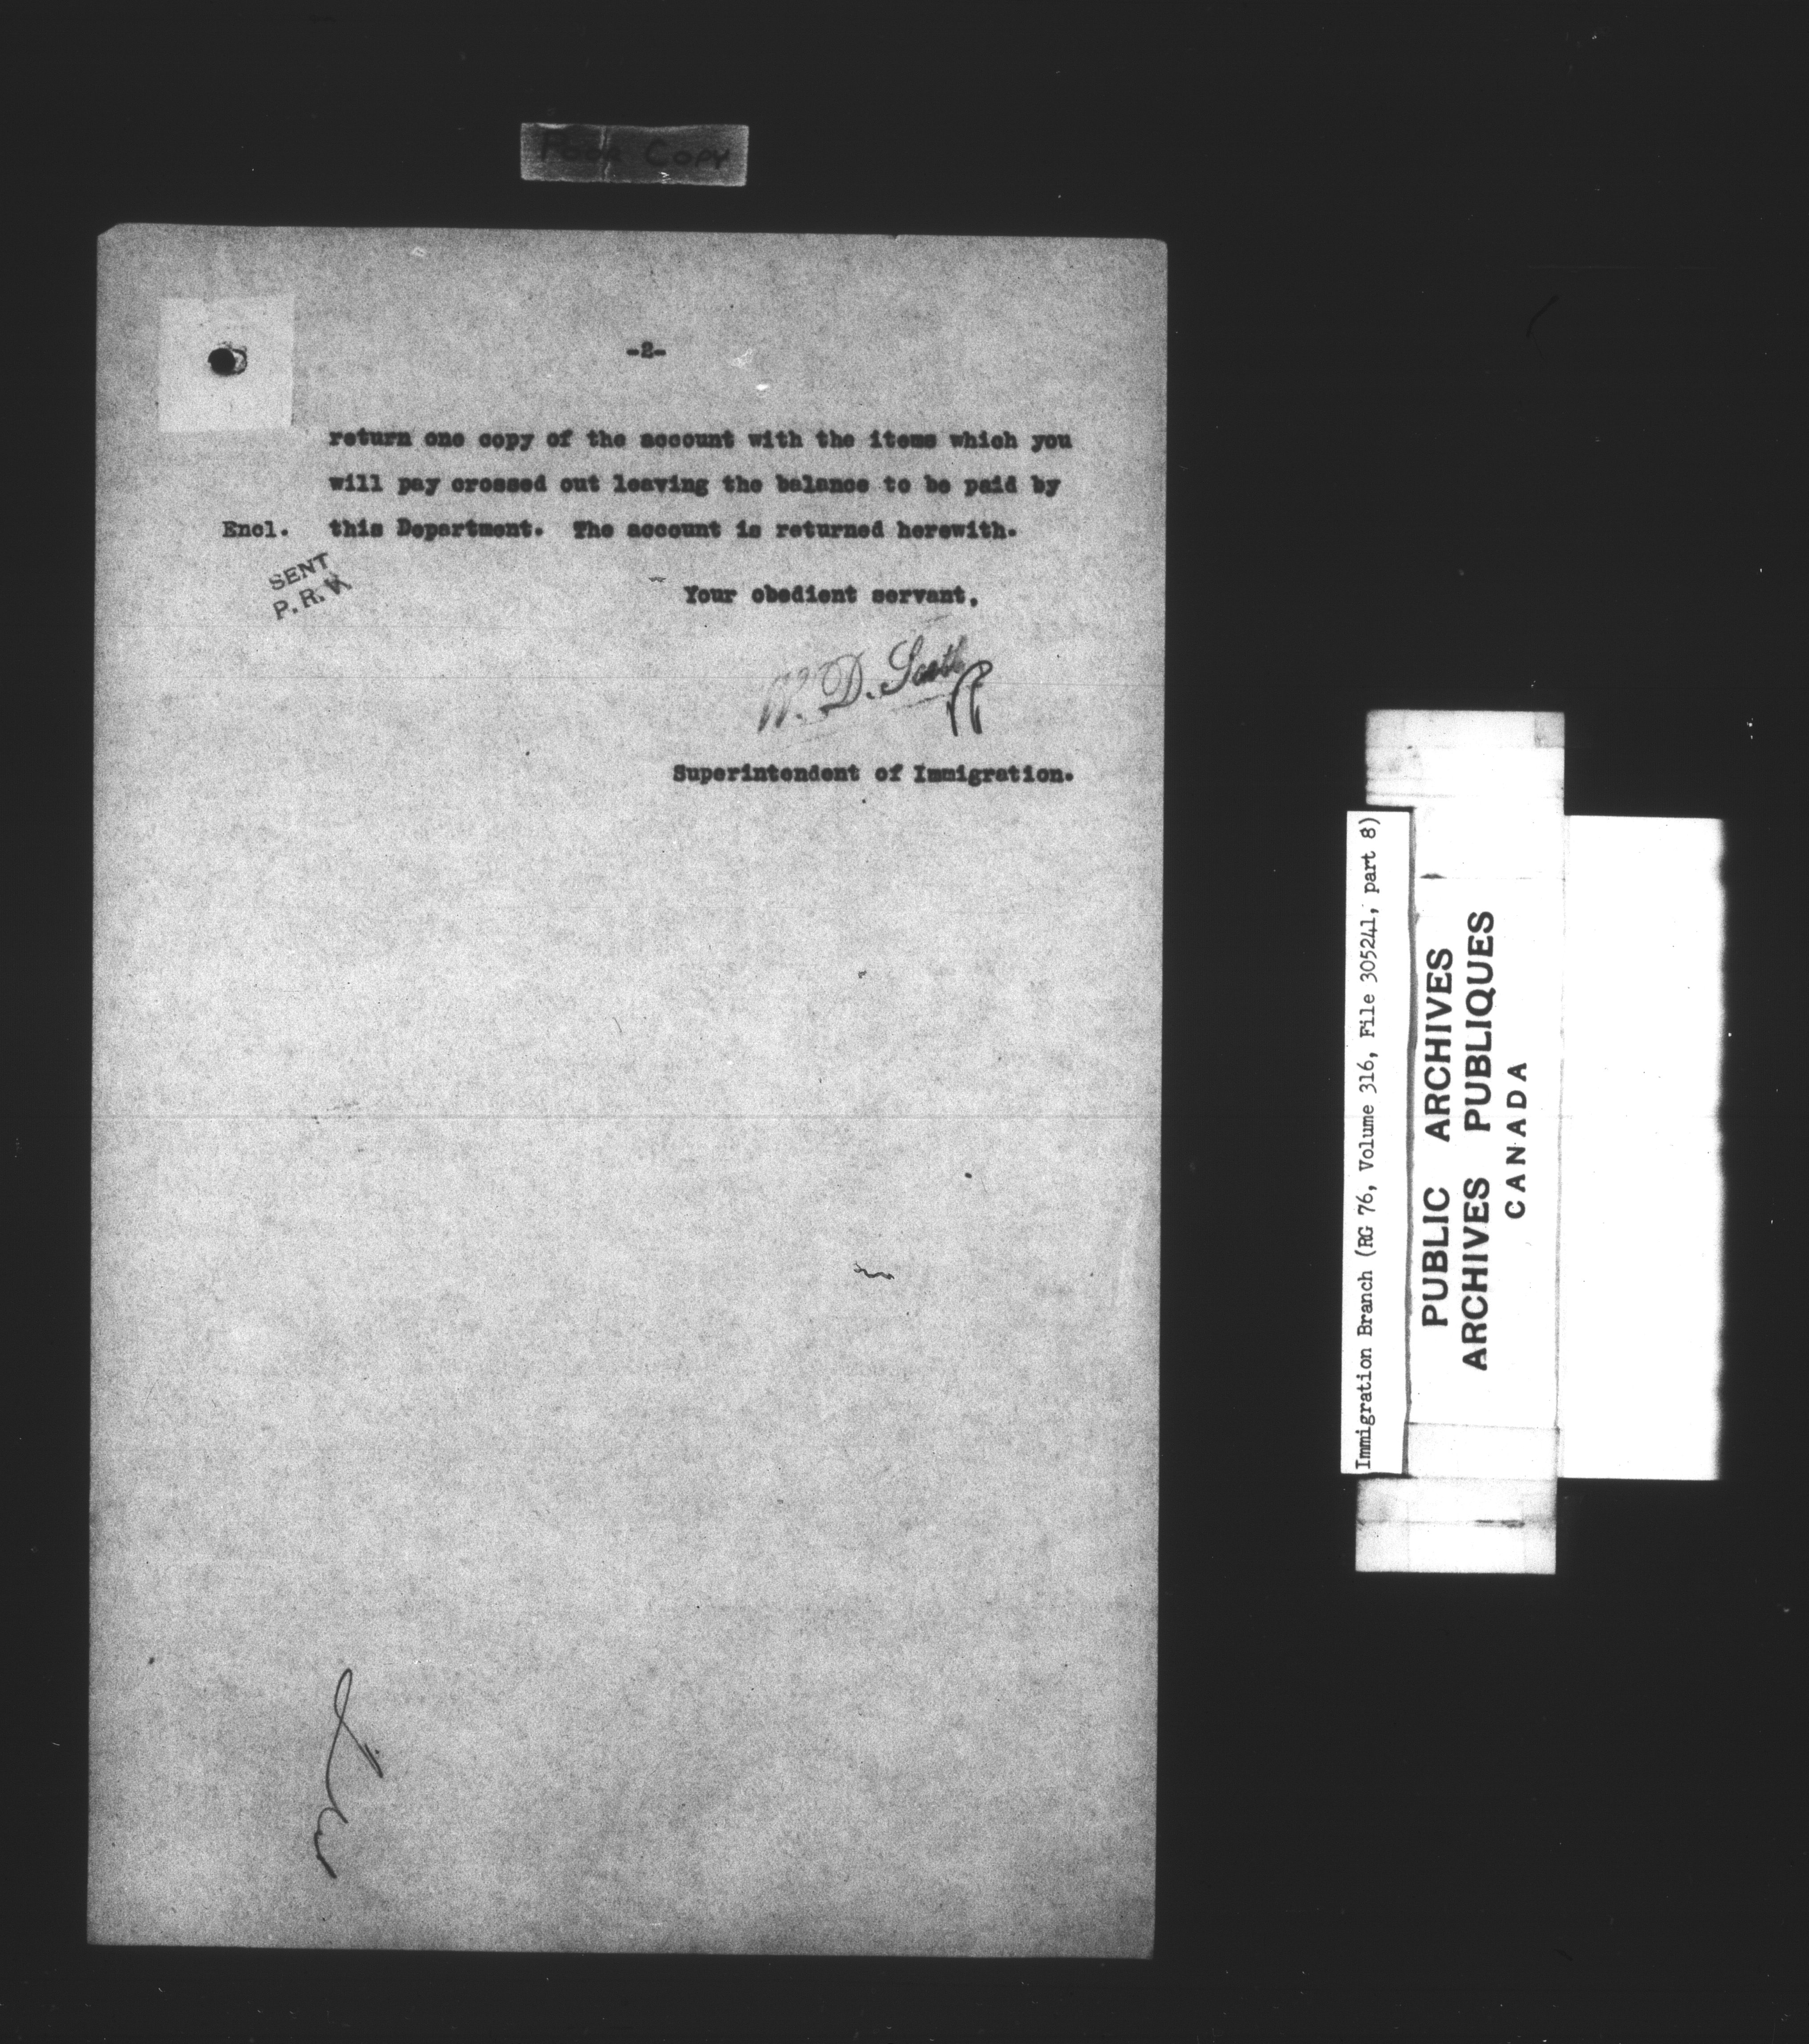 Poor Copy
-2-
return one copy of the account with the items which you
will pay crossed out leaving the balance to be paid by
Encl. this Department. The account is returned herewith.
SENT
P. R. W
Your obedient servant,
W. D. Scott
Superintendent of Immigration.
Immigration Branch (RG 76, Volume 316, File 305241, part 8)
PUBLIC ARCHIVES
ARCHIVES PUBLIQUES
CANADA